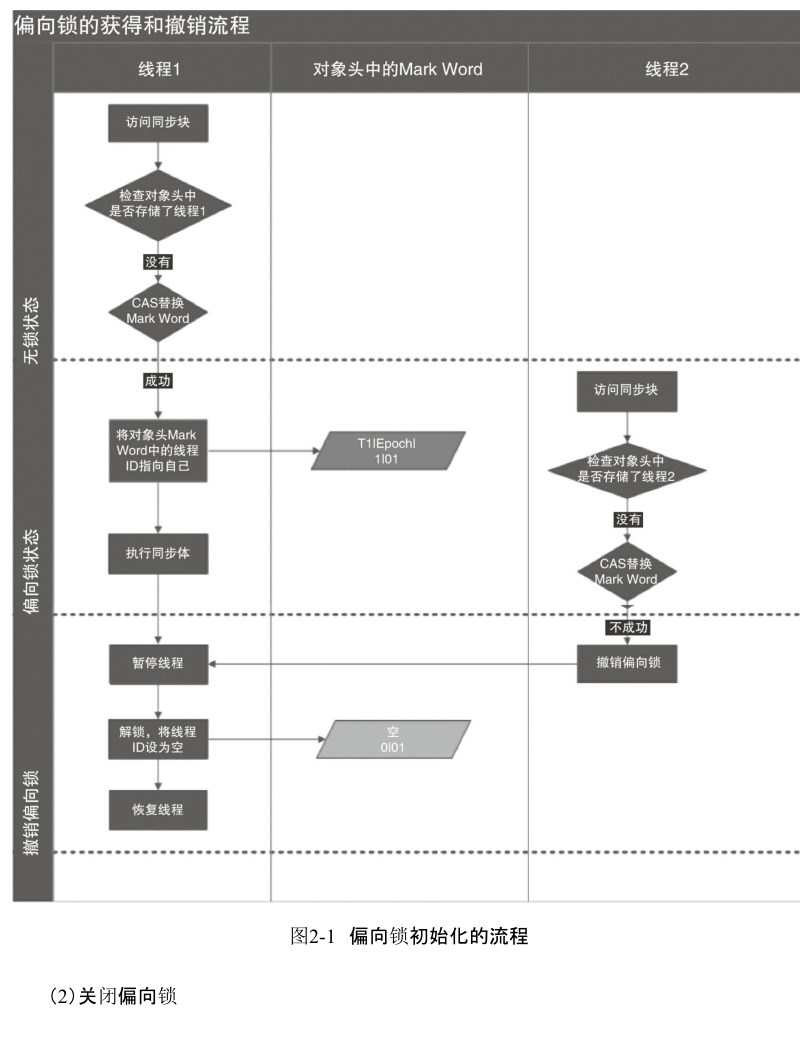 偏向锁的获得和撤销流程
线程1
对象头中的Mark Word
线程2
无锁状态
访问同步块
检查对象头中
是否存储了线程1
没有
CAS替换
Mark Word
偏向锁状态
成功
将对象头Mark
Word中的线程
ID指向自己
T1|Epoch|
1|01
执行同步体
访问同步块
检查对象头中
是否存储了线程2
没有
CAS替换
Mark Word
撤销偏向锁
不成功
撤销偏向锁
暂停线程
解锁，将线程
ID设为空
空
0|01
恢复线程
图2-1 偏向锁初始化的流程
（2）关闭偏向锁